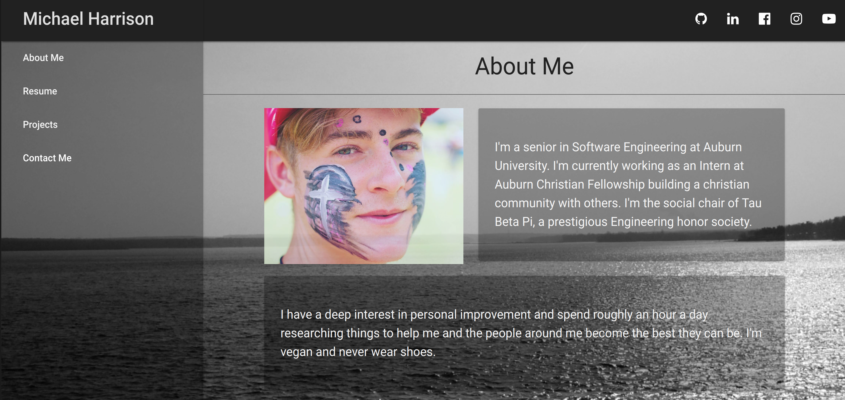 Michael Harrison
About Me
Resume
Projects
Contact Me
About Me
I'm a senior in Software Engineering at Auburn
University. I'm currently working as an Intern at
Auburn Christian Fellowship building a christian
community with others. I'm the social chair of Tau
Beta Pi, a prestigious Engineering honor society.
I have a deep interest in personal improvement and spend roughly an hour a day
researching things to help me and the people around me become the best they can be. I'm
vegan and never wear shoes.